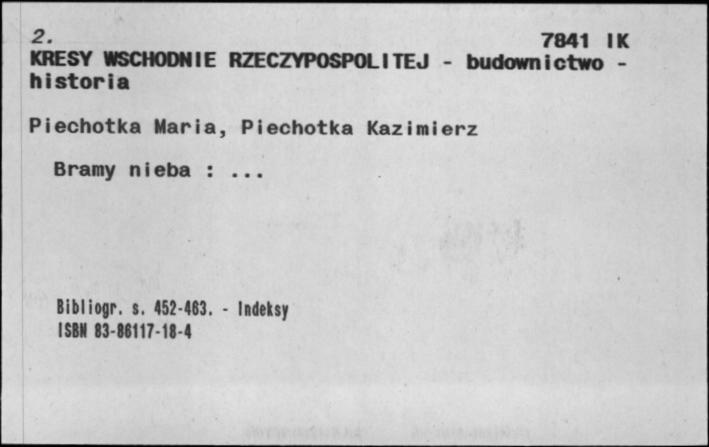 2. 7841 IK
KRESY WSCHODNIE RZECZYPOSPOLITEJ - budownictwo -
historia
Piechotka Maria, Piechotka Kazimierz
Bramy nieba : ...
Bibliogr. s. 452-463. - Indeksy
ISBN 83-86117-18-4